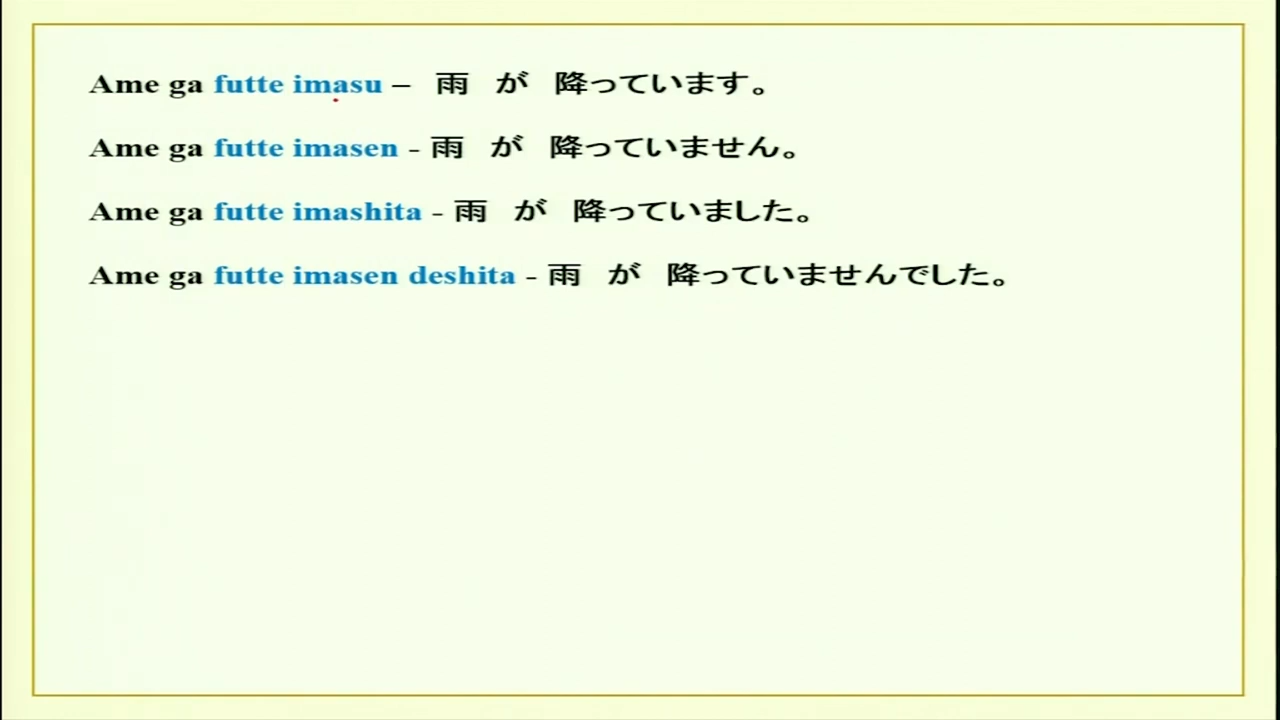 Ame ga futte imasu – 雨 が 降っています。
Ame ga futte imasen - 雨 が 降っていません。
Ame ga futte imashita - 雨 が 降っていました。
Ame ga futte imasen deshita - 雨 が 降っていませんでした。